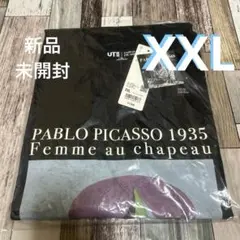 新品
未開封
XXL
UT
PABLO PICASSO 1935
Femme au chapeau